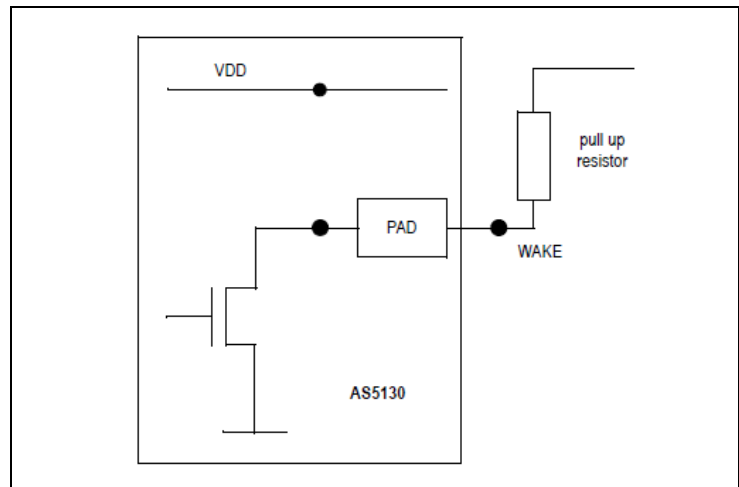 VDD
pull up
resistor
PAD
WAKE
AS5130